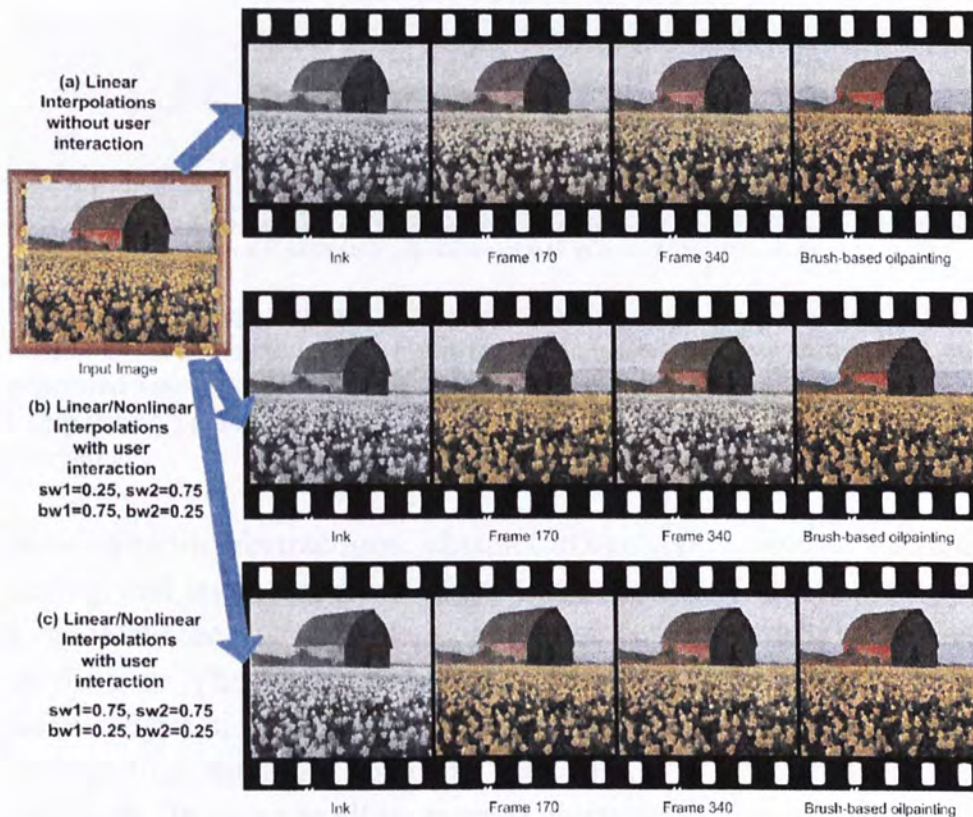 (a) Linear
Interpolations
without user
interaction
Ink
Frame 170
Frame 340
Brush-based oilpainting
Input Image
(b) Linear/Nonlinear
Interpolations
with user
interaction
sw1=0.25, sw2=0.75
bw1=0.75, bw2=0.25
Ink
Frame 170
Frame 340
Brush-based oilpainting
(c) Linear/Nonlinear
Interpolations
with user
interaction
sw1=0.75, sw2=0.75
bw1=0.25, bw2=0.25
Ink
Frame 170
Frame 340
Brush-based oilpainting